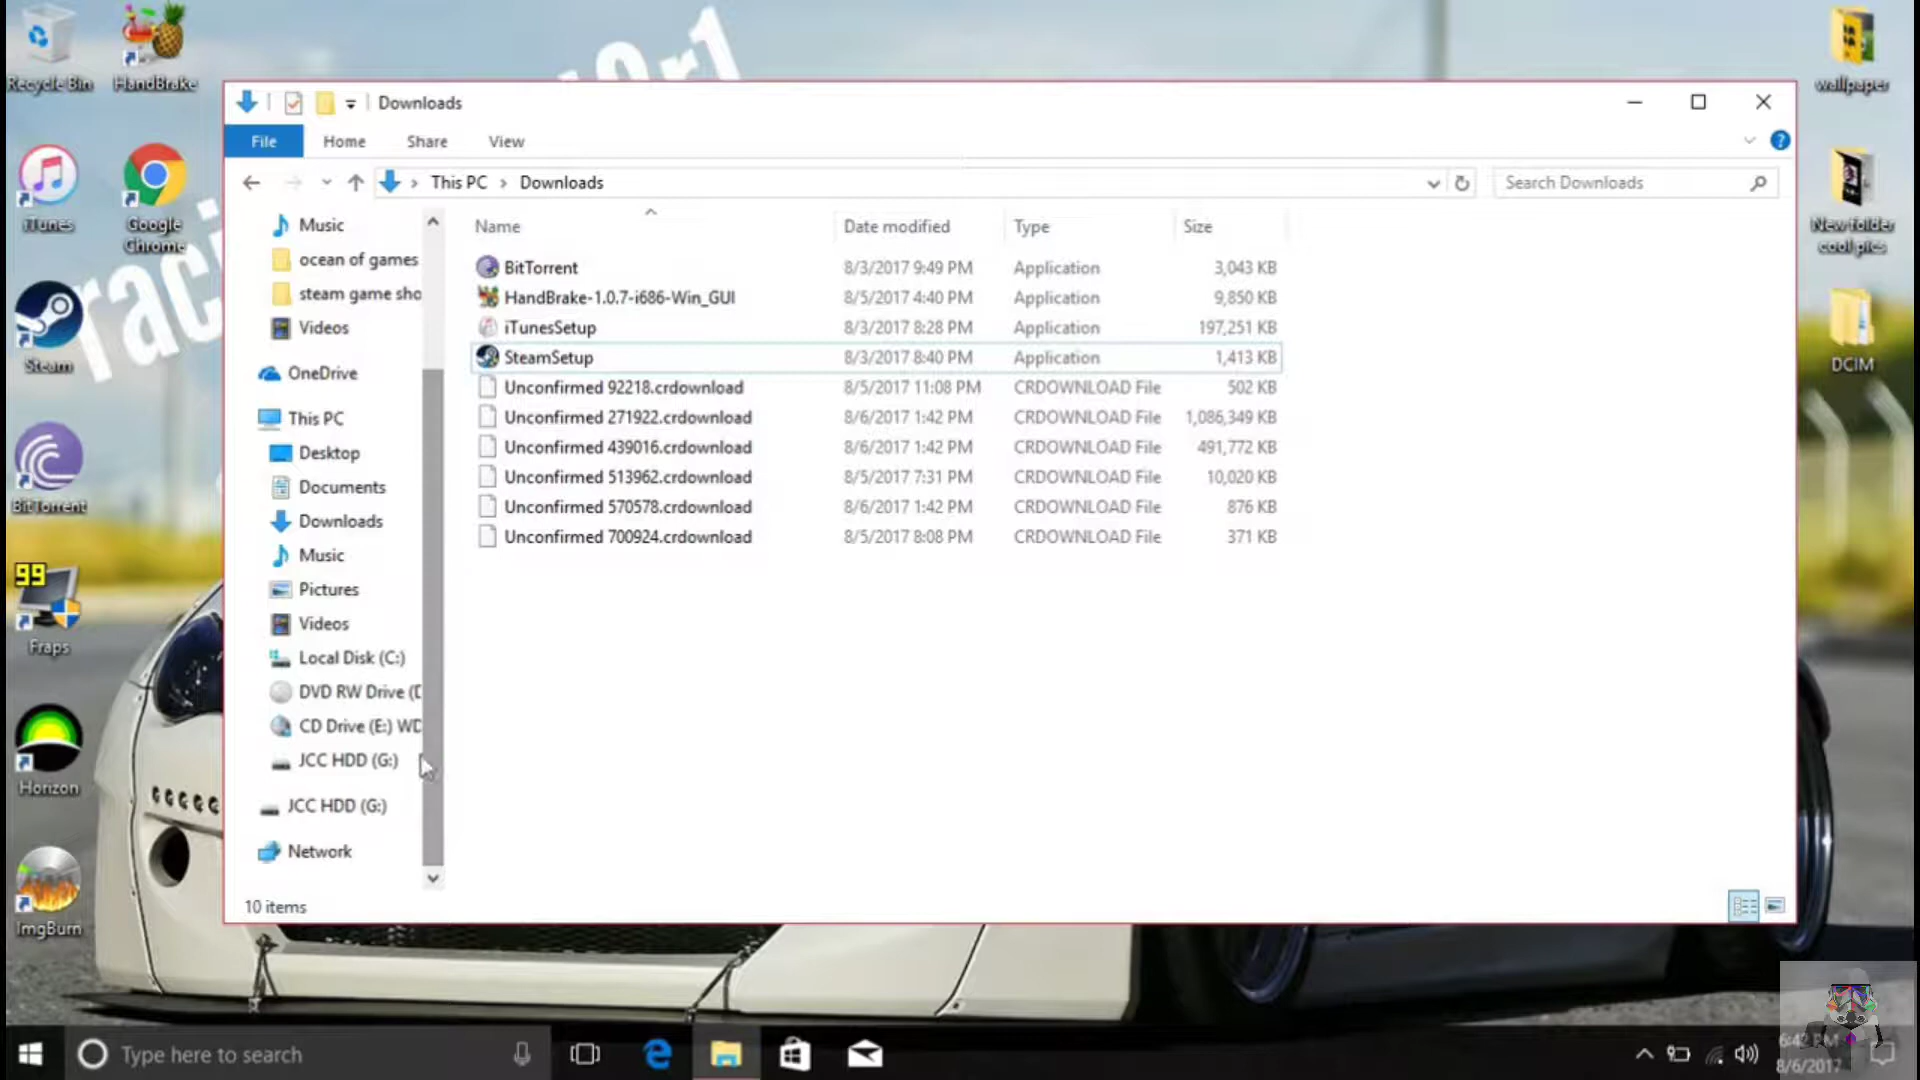 Recycle Bin
HandBrake
iTunes
Google Chrome
Steam
BitTorrent
99
Fraps
Horizon
ImgBurn
raci
wallpaper
New folder
cool pics
DCIM
Downloads
File Home Share View
This PC > Downloads
Search Downloads
Music
ocean of games
steam game sho
Videos
OneDrive
This PC
Desktop
Documents
Downloads
Music
Pictures
Videos
Local Disk (C:)
DVD RW Drive (D
CD Drive (E:) WD
JCC HDD (G:)
JCC HDD (G:)
Network
Name Date modified Type Size
BitTorrent 8/3/2017 9:49 PM Application 3,043 KB
HandBrake-1.0.7-i686-Win_GUI 8/5/2017 4:40 PM Application 9,850 KB
iTunesSetup 8/3/2017 8:28 PM Application 197,251 KB
SteamSetup 8/3/2017 8:40 PM Application 1,413 KB
Unconfirmed 92218.crdownload 8/5/2017 11:08 PM CRDOWNLOAD File 502 KB
Unconfirmed 271922.crdownload 8/6/2017 1:42 PM CRDOWNLOAD File 1,086,349 KB
Unconfirmed 439016.crdownload 8/6/2017 1:42 PM CRDOWNLOAD File 491,772 KB
Unconfirmed 513962.crdownload 8/5/2017 7:31 PM CRDOWNLOAD File 10,020 KB
Unconfirmed 570578.crdownload 8/6/2017 1:42 PM CRDOWNLOAD File 876 KB
Unconfirmed 700924.crdownload 8/5/2017 8:08 PM CRDOWNLOAD File 371 KB
10 items
Type here to search
6:42 PM
8/6/2017